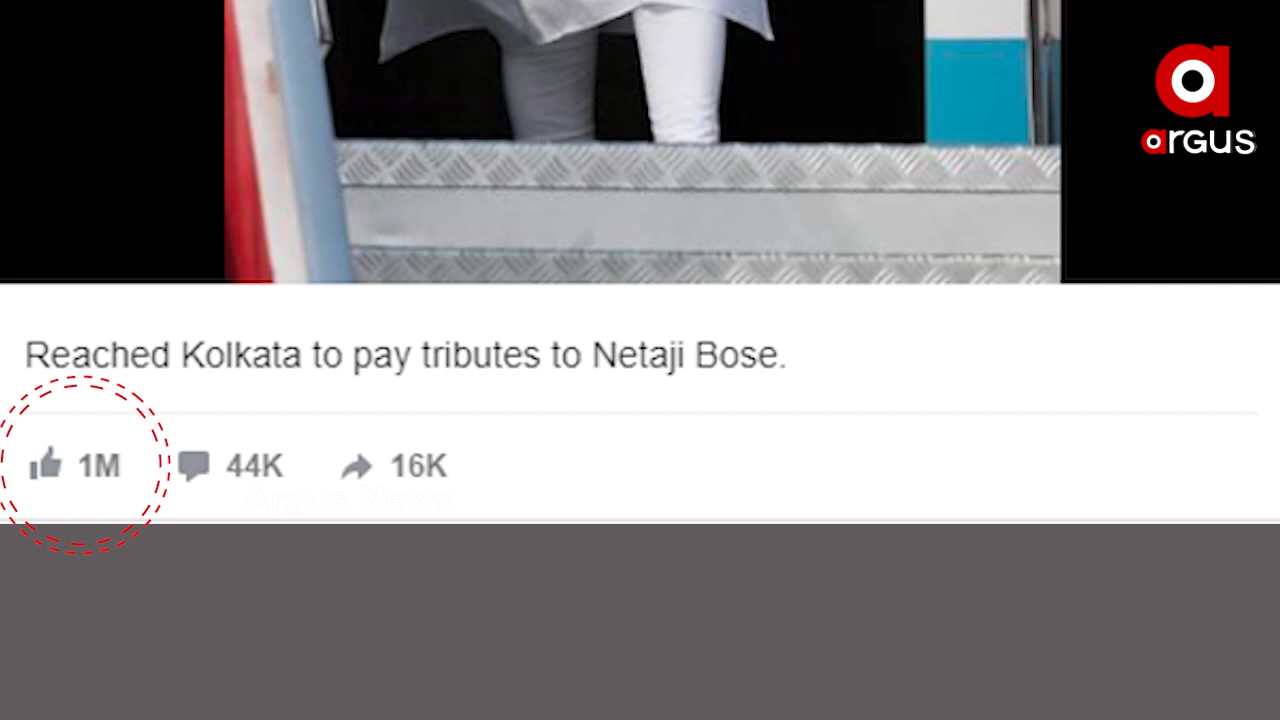 argus
Reached Kolkata to pay tributes to Netaji Bose.
1M 44K 16K
Argus News